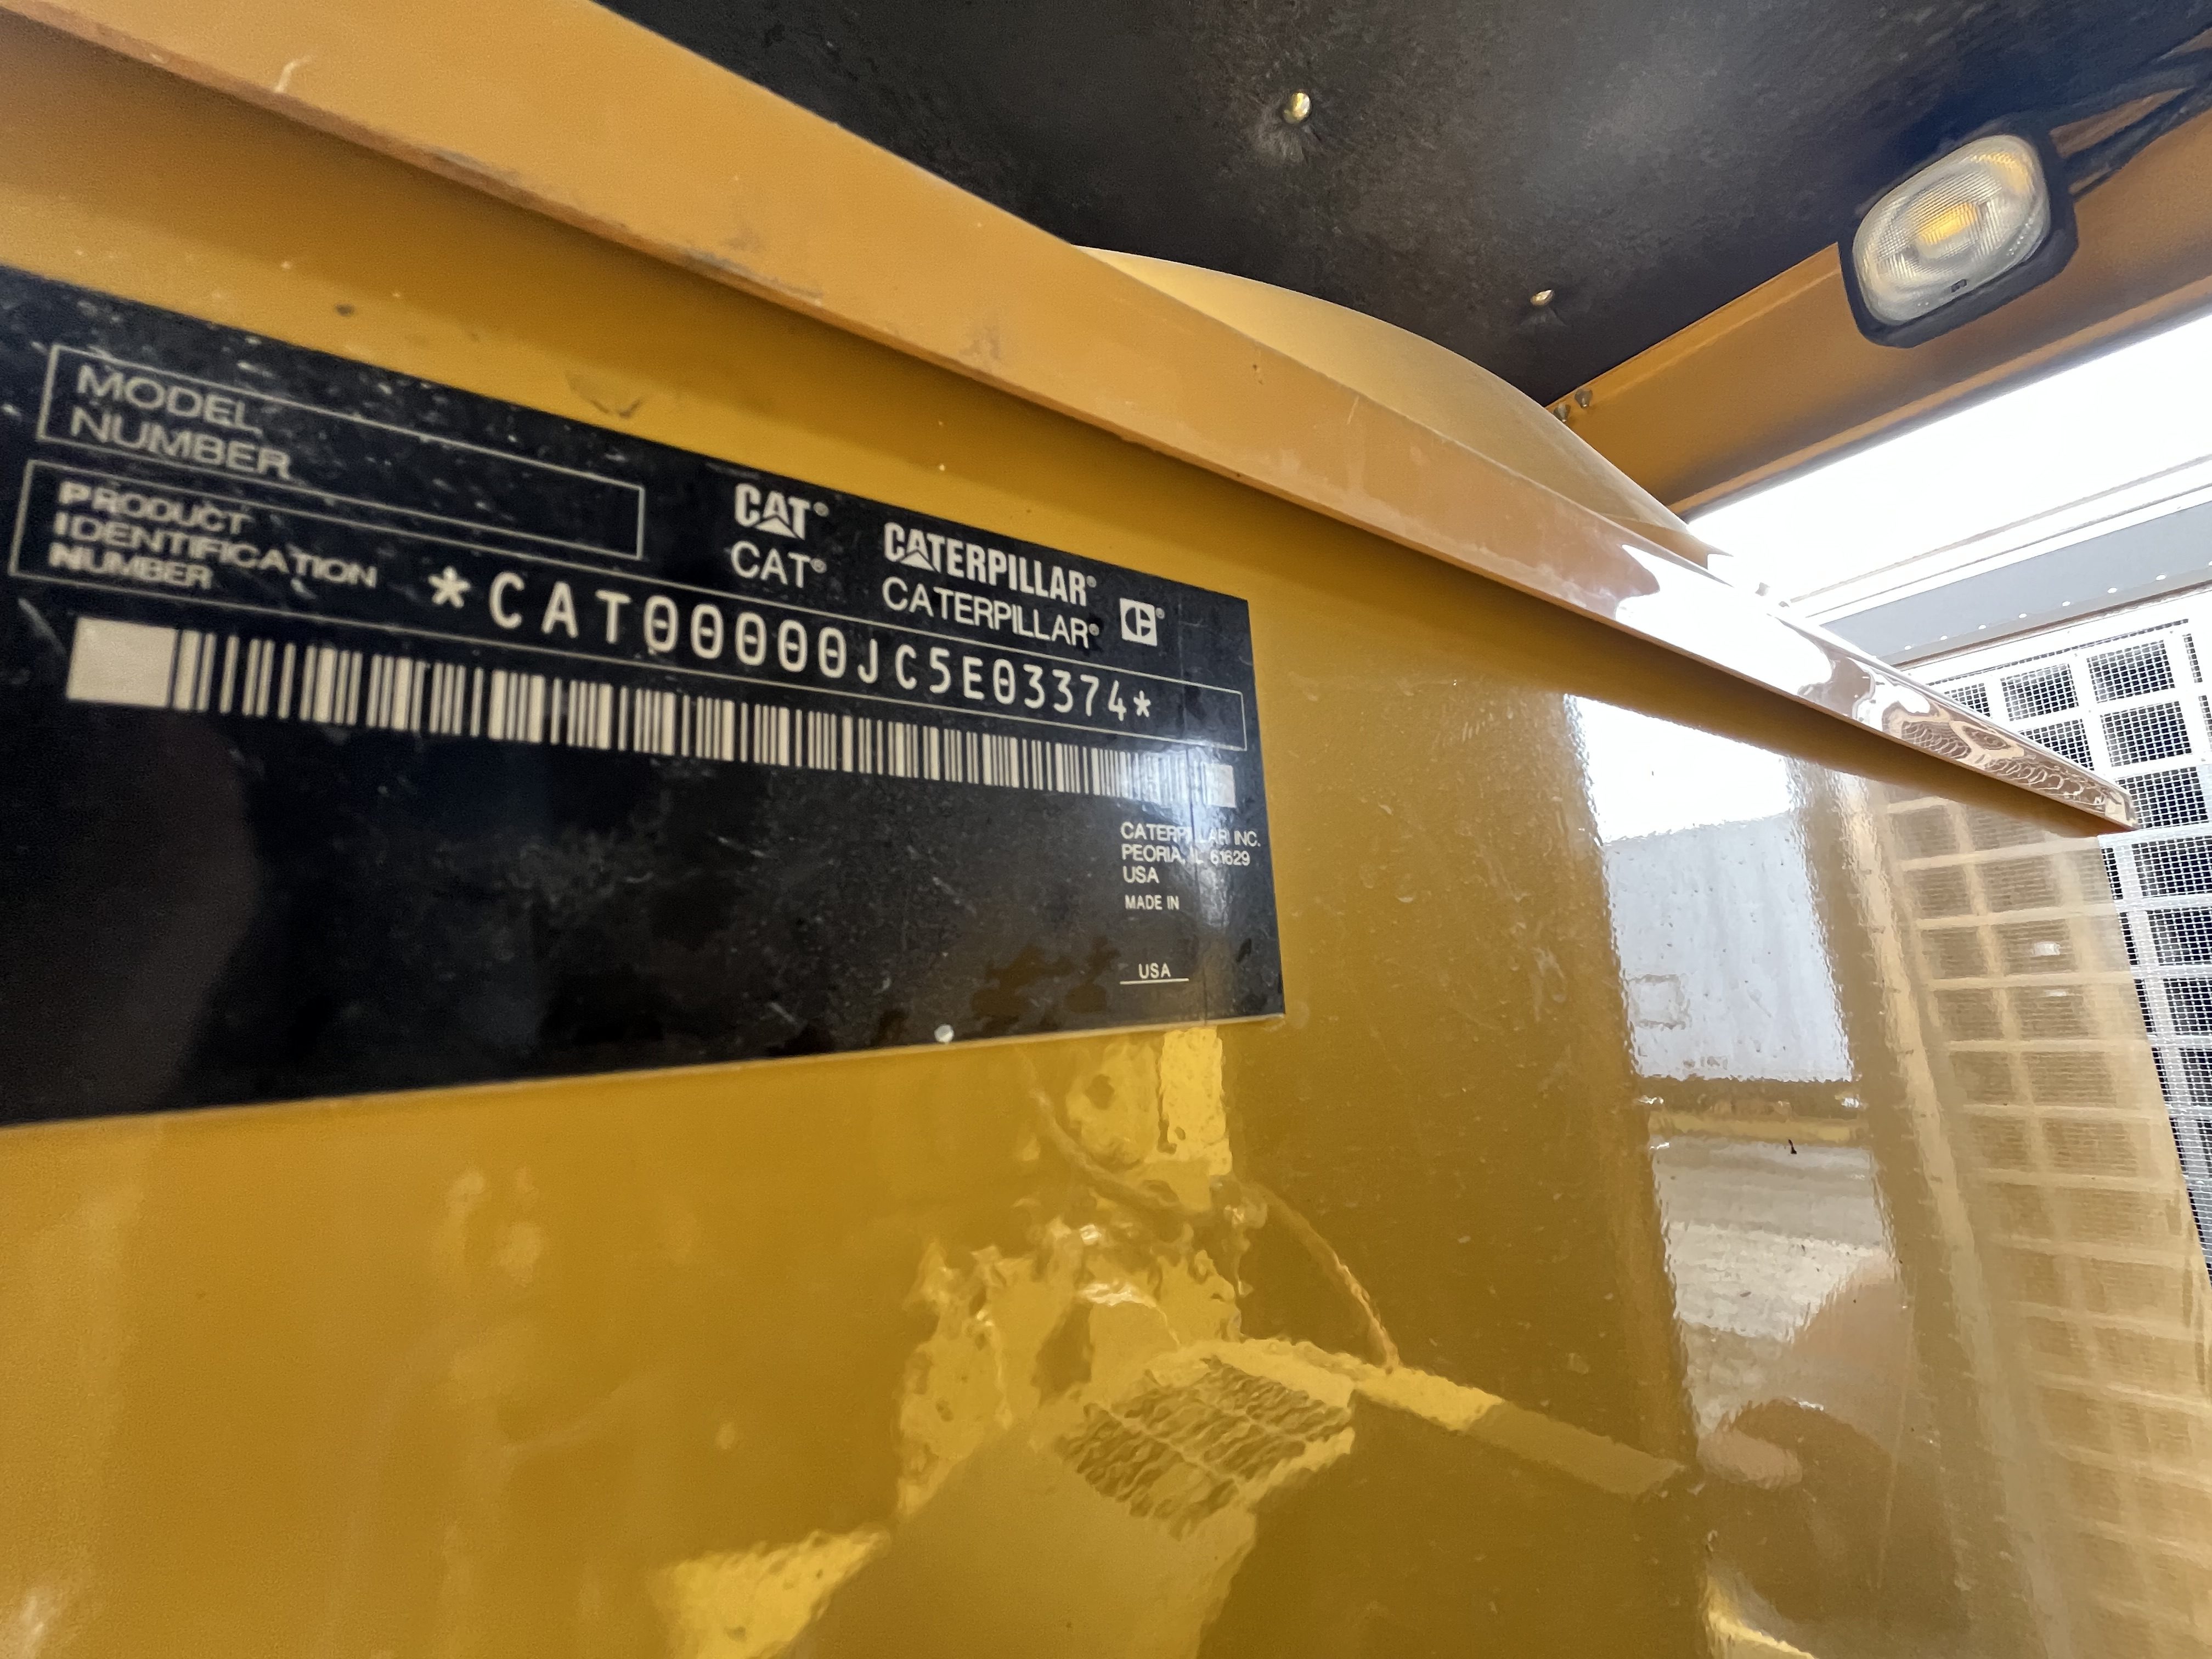 MODEL
NUMBER
CAT®
CAT®
CATERPILLAR®
CATERPILLAR®
PRODUCT
IDENTIFICATION
NUMBER
*CAT00000JC5E03374*
CATERPILLAR INC.
PEORIA, IL 61629
USA
MADE IN
USA